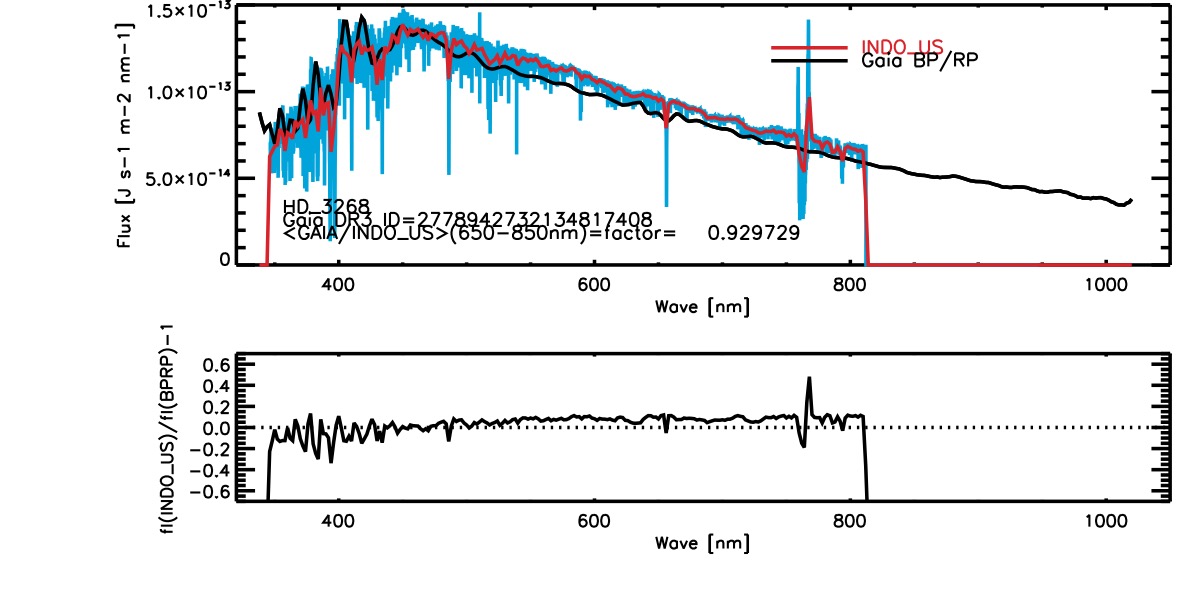 1.5×10−13
1.0×10−13
5.0×10−14
0
Flux [J s−1 m−2 nm−1]
INDO_US
Gaia BP/RP
HD_3268
Gaia DR3 ID=2778942732134817408
<GAIA/INDO_US>(650−850nm)=factor= 0.929729
400 600 800 1000
Wave [nm]
fl(INDO_US)/fl(BPRP)−1
0.6
0.4
0.2
0.0
−0.2
−0.4
−0.6
400 600 800 1000
Wave [nm]